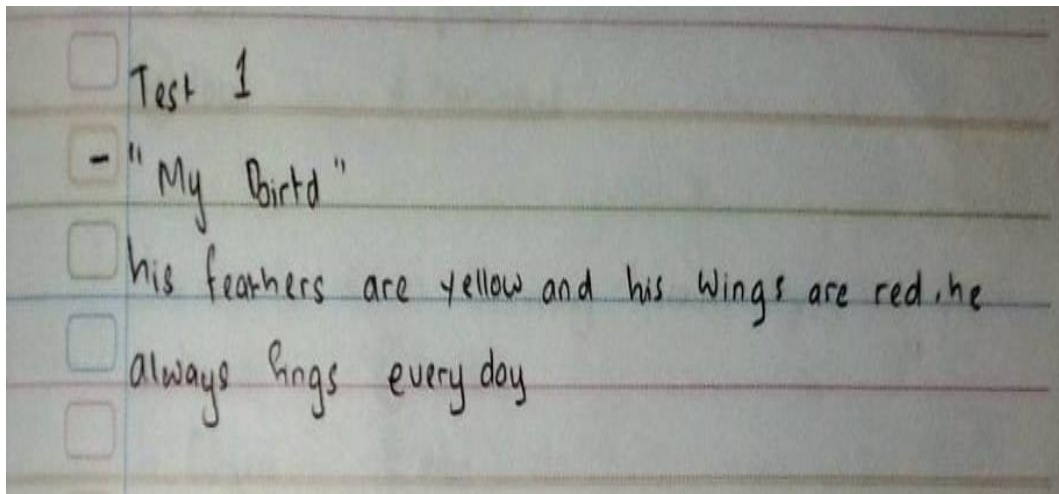 Test 1
- "My Birtd"
his feathers are yellow and his wings are red, he
always sings every day